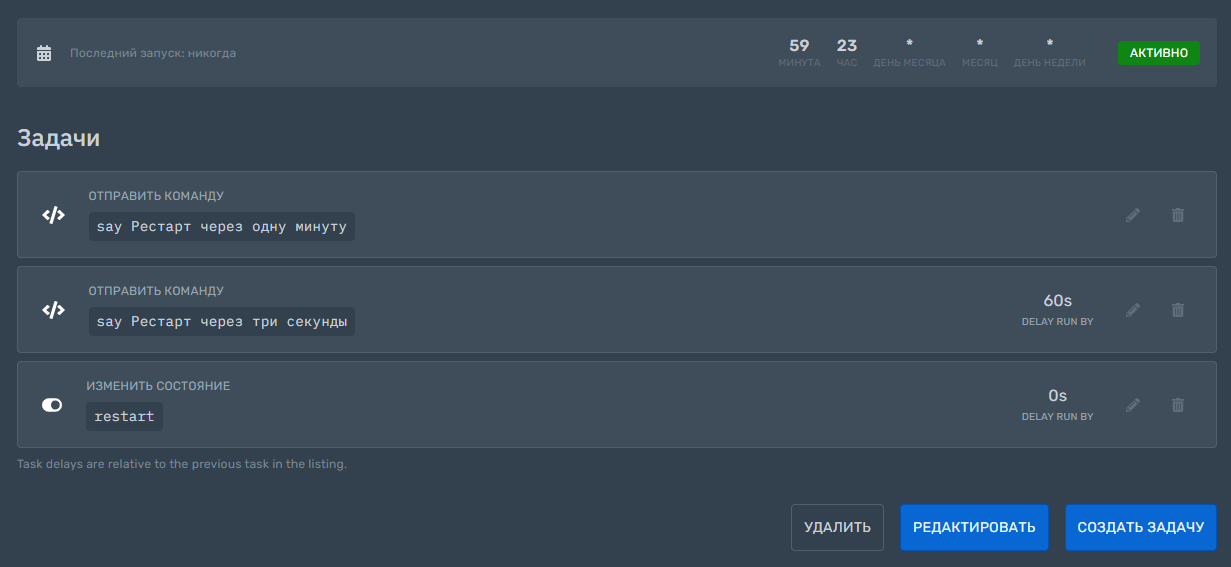 Последний запуск: никогда
59 23 * * *
МИНУТА ЧАС ДЕНЬ МЕСЯЦА МЕСЯЦ ДЕНЬ НЕДЕЛИ
АКТИВНО
Задачи
ОТПРАВИТЬ КОМАНДУ
say Рестарт через одну минуту
ОТПРАВИТЬ КОМАНДУ
say Рестарт через три секунды
60s
DELAY RUN BY
ИЗМЕНИТЬ СОСТОЯНИЕ
restart
0s
DELAY RUN BY
Task delays are relative to the previous task in the listing.
УДАЛИТЬ РЕДАКТИРОВАТЬ СОЗДАТЬ ЗАДАЧУ